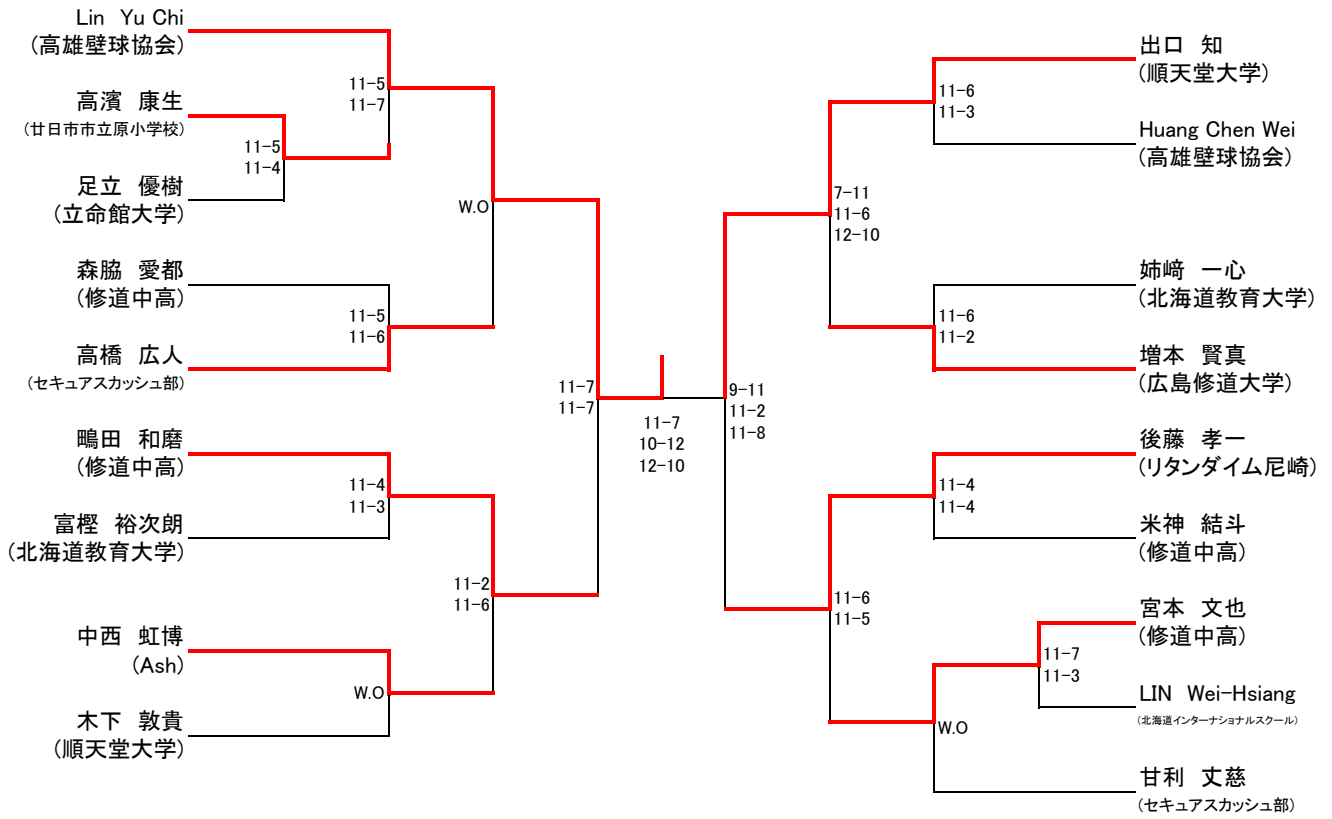 Lin Yu Chi
(高雄壁球協会)
11-5
11-7
高濱 康生
(廿日市市立原小学校)
11-5
11-4
足立 優樹
(立命館大学)
W.O
森脇 愛都
(修道中高)
11-5
11-6
高橋 広人
(セキュアスカッシュ部)
11-7
11-7
鴫田 和磨
(修道中高)
11-4
11-3
富樫 裕次朗
(北海道教育大学)
11-2
11-6
中西 虹博
(Ash)
W.O
木下 敦貴
(順天堂大学)
11-7
10-12
12-10
出口 知
(順天堂大学)
11-6
11-3
Huang Chen Wei
(高雄壁球協会)
7-11
11-6
12-10
姉﨑 一心
(北海道教育大学)
11-6
11-2
増本 賢真
(広島修道大学)
9-11
11-2
11-8
後藤 孝一
(リタンダイム尼崎)
11-4
11-4
米神 結斗
(修道中高)
11-6
11-5
宮本 文也
(修道中高)
11-7
11-3
LIN Wei-Hsiang
(北海道インターナショナルスクール)
W.O
甘利 丈慈
(セキュアスカッシュ部)